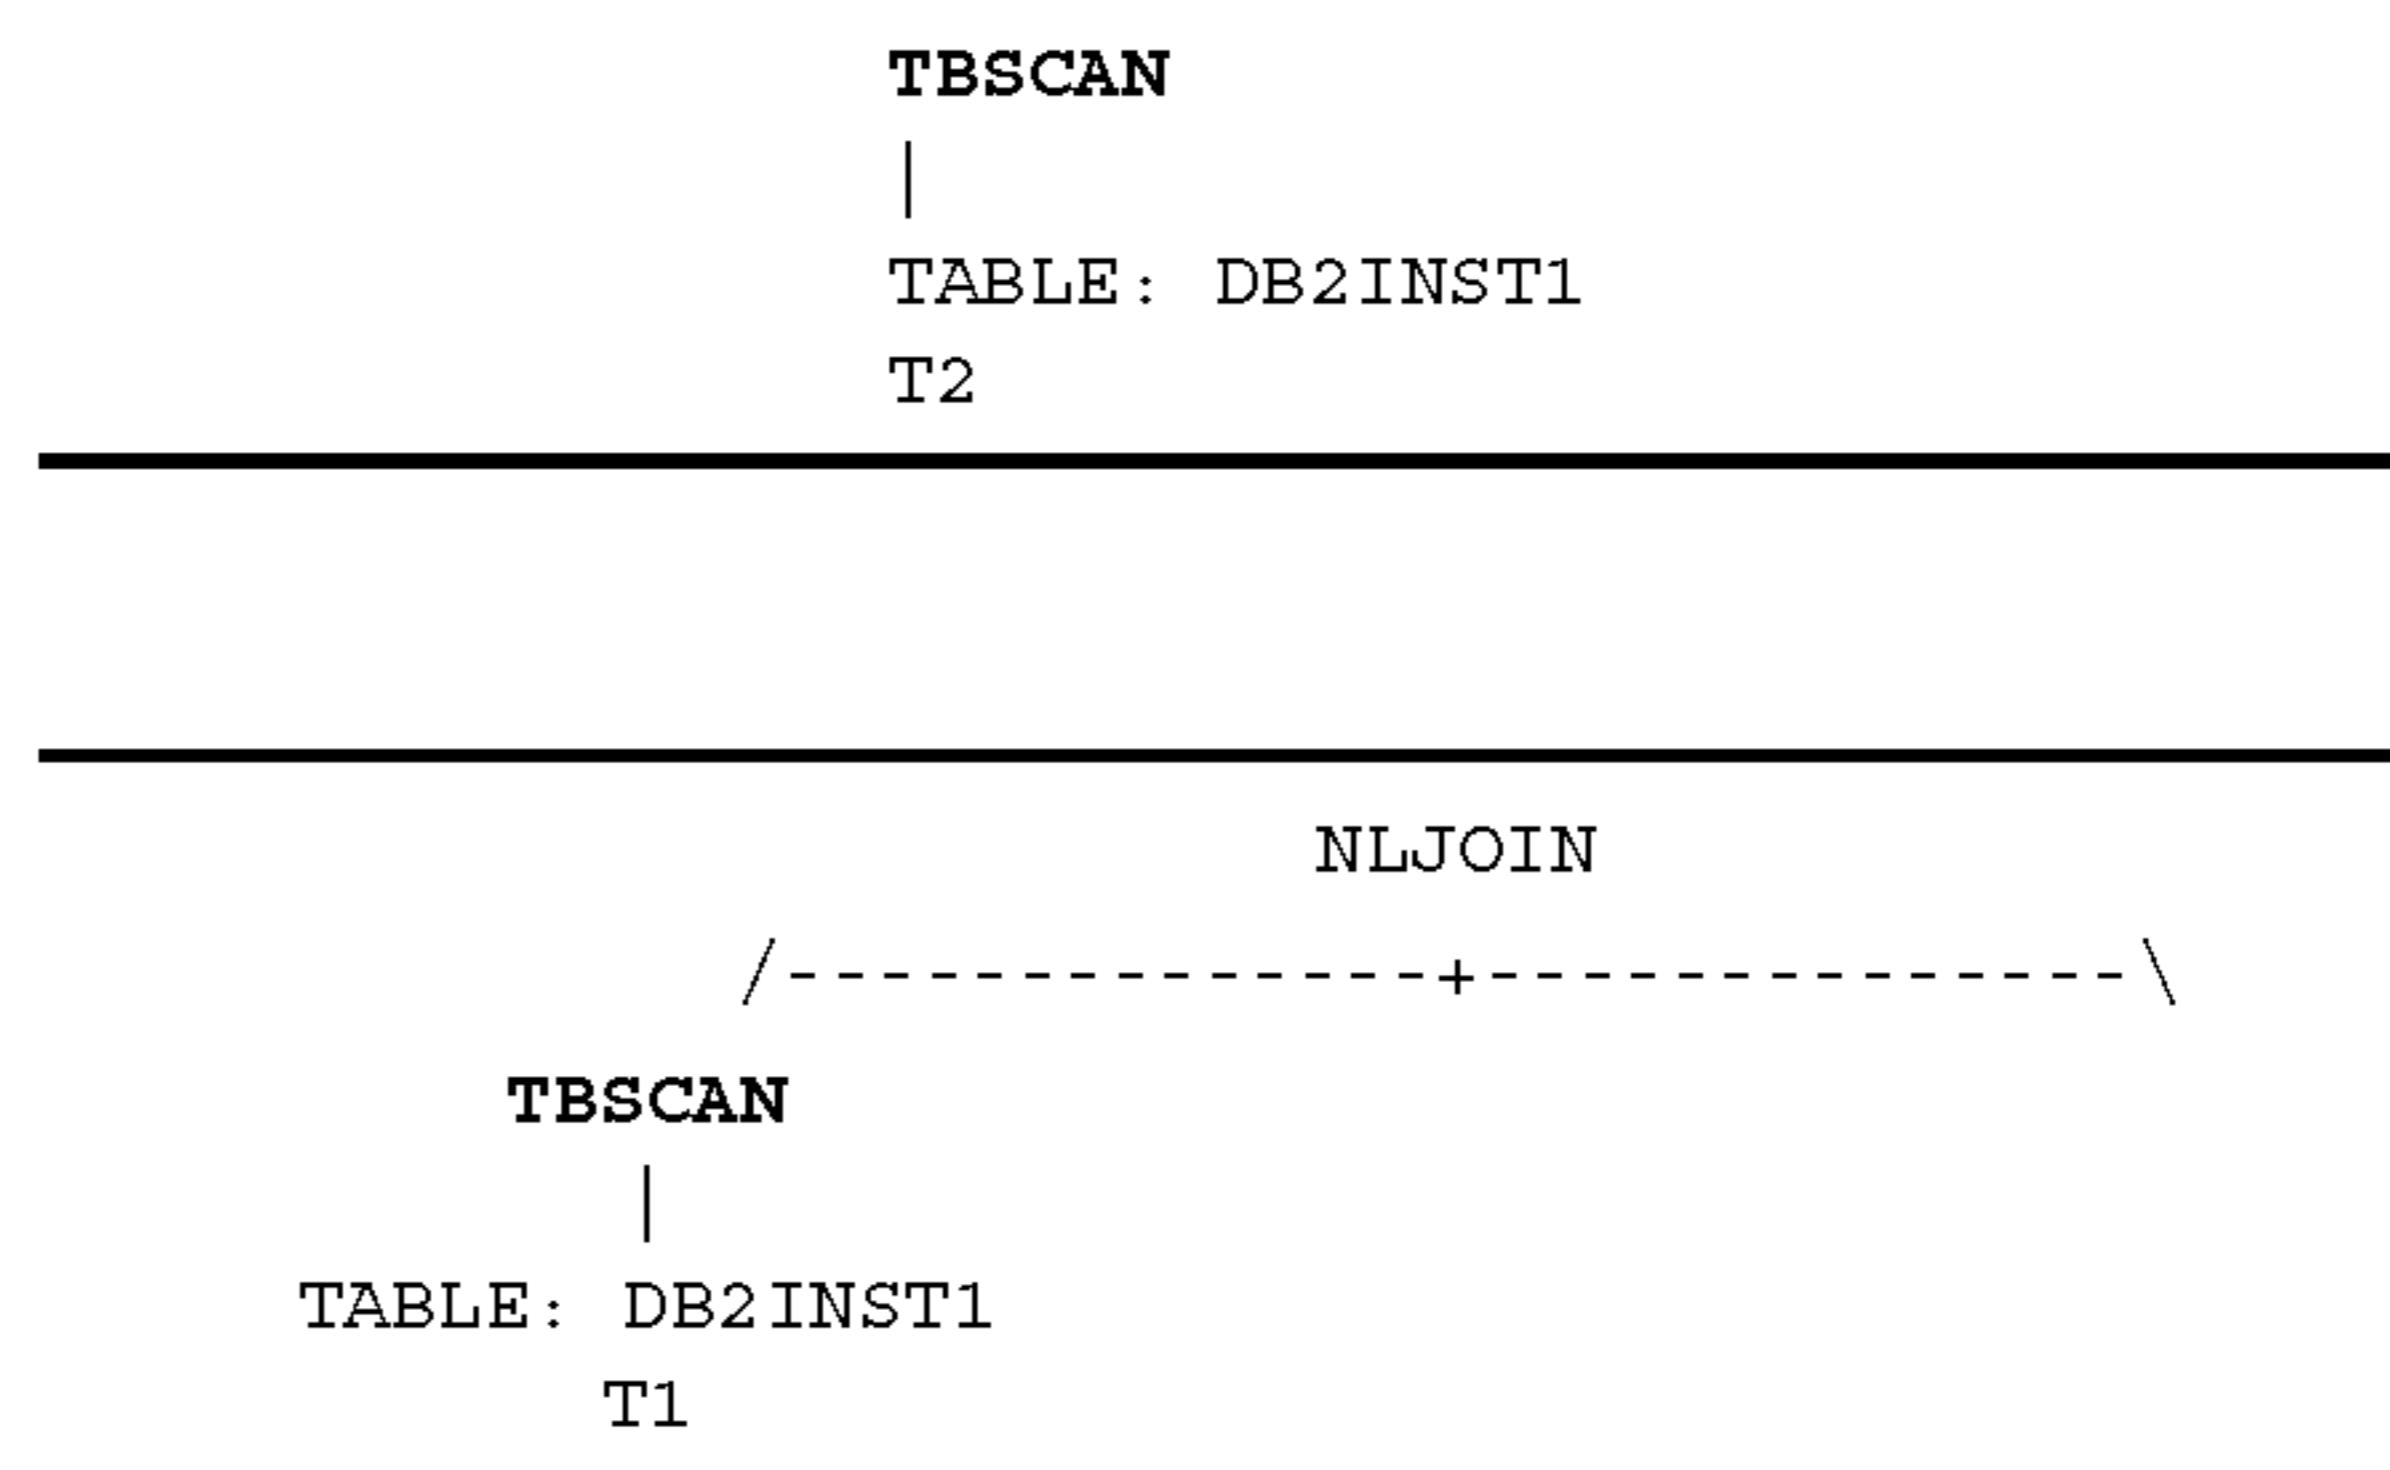 TBSCAN
|
TABLE: DB2INST1
T2
NLJOIN
/--------------+--------------\
TBSCAN
|
TABLE: DB2INST1
T1